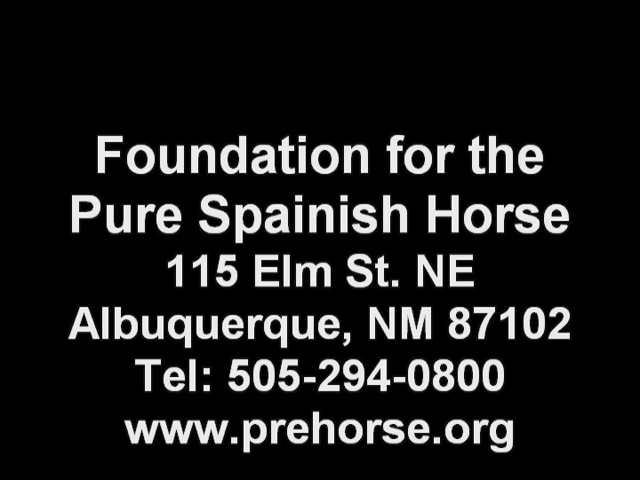 Foundation for the
Pure Spainish Horse
115 Elm St. NE
Albuquerque, NM 87102
Tel: 505-294-0800
www.prehorse.org